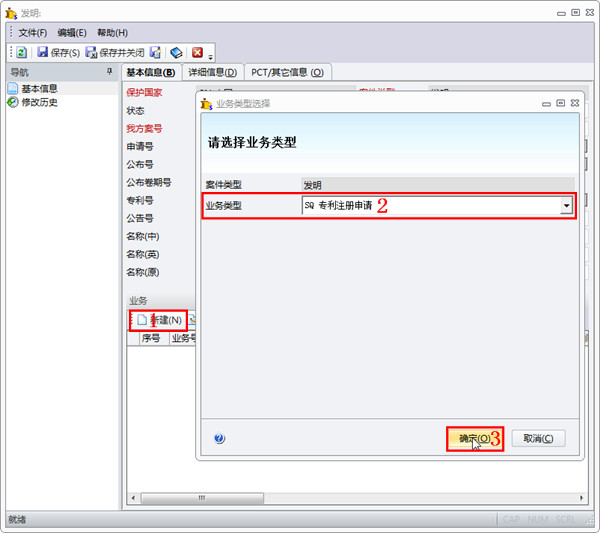 发明:
文件(F) 编辑(E) 帮助(H)
保存(S) 保存并关闭
导航
基本信息
修改历史
基本信息(B) 详细信息(D) PCT/其它信息 (O)
保护国家
状态
我方案号
申请号
公布号
公布卷期号
专利号
公告号
名称(中)
名称(英)
名称(原)
业务
1
新建(N)
序号 业务号
业务类型选择
请选择业务类型
案件类型 发明
业务类型 SQ 专利注册申请 2
确定(O) 3 取消(C)
就绪
CAP NUM SCRL